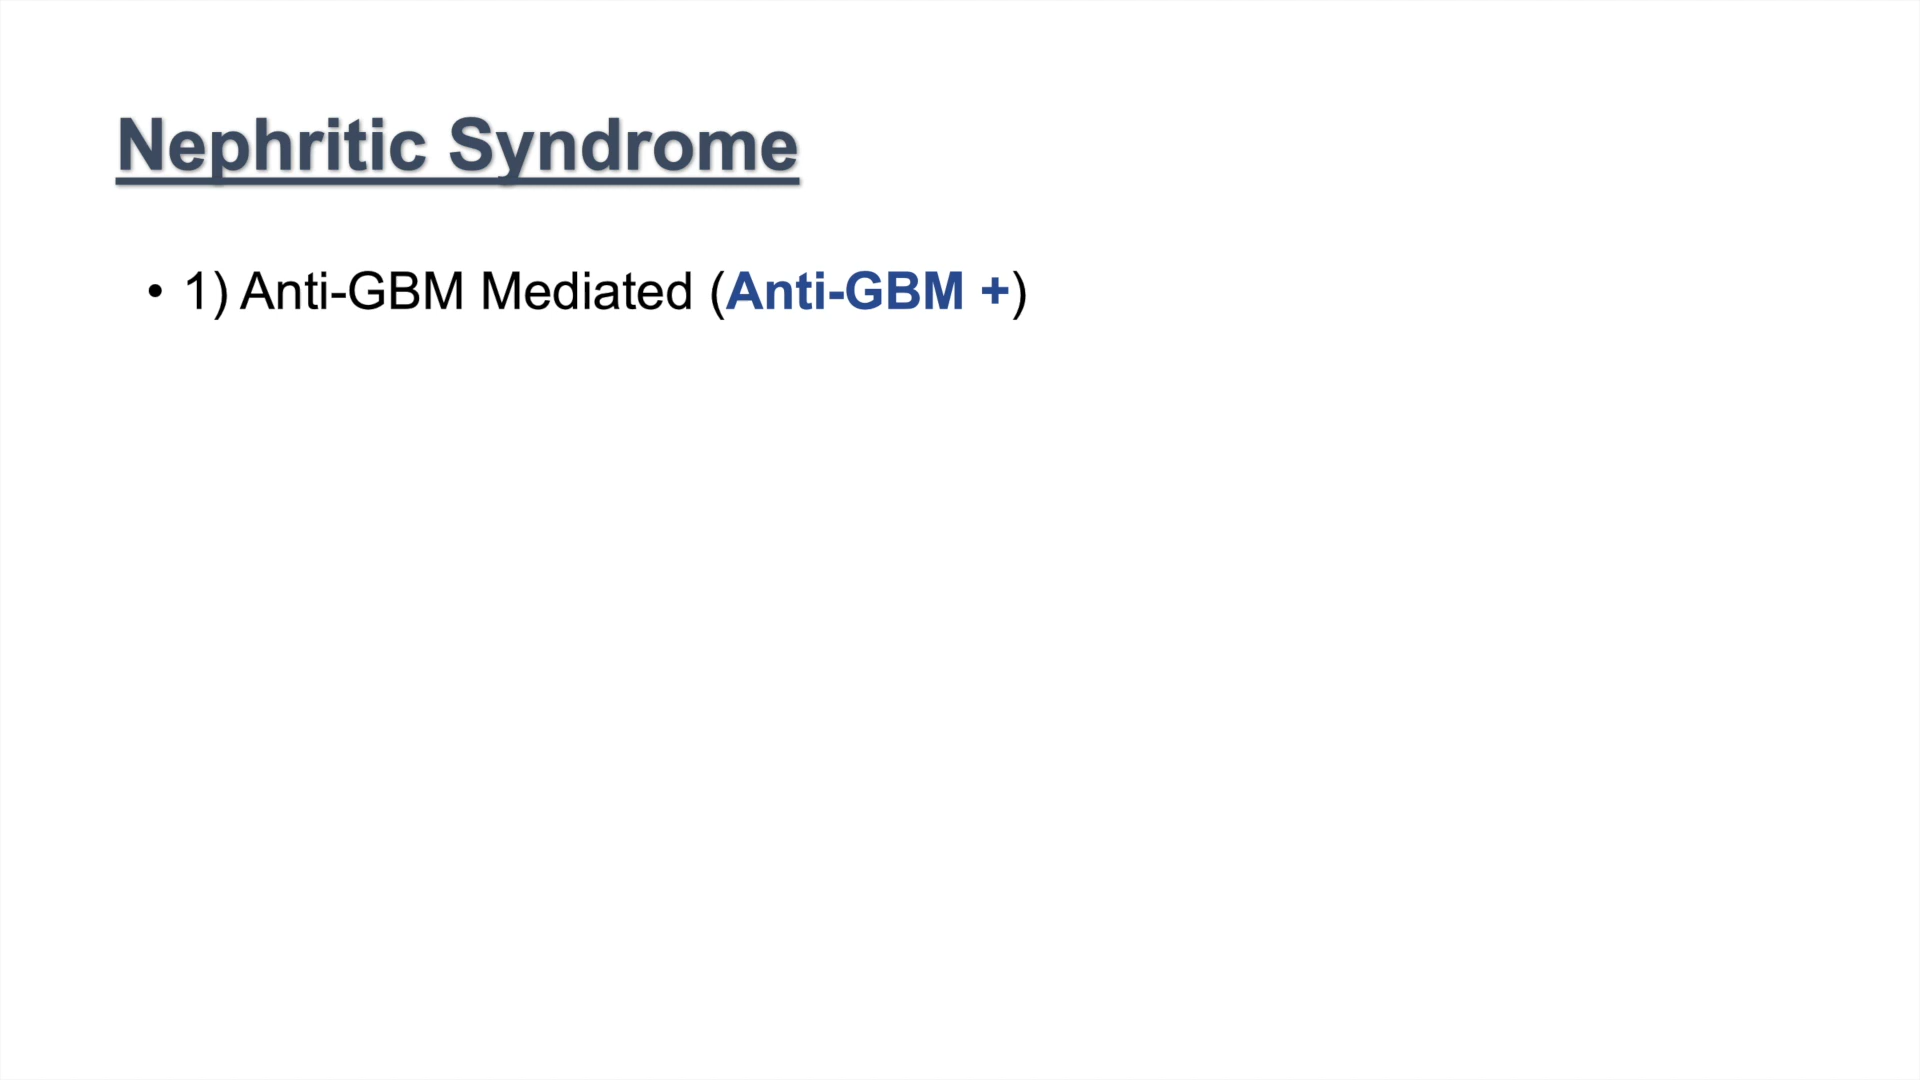 Nephritic Syndrome
• 1) Anti-GBM Mediated (Anti-GBM +)